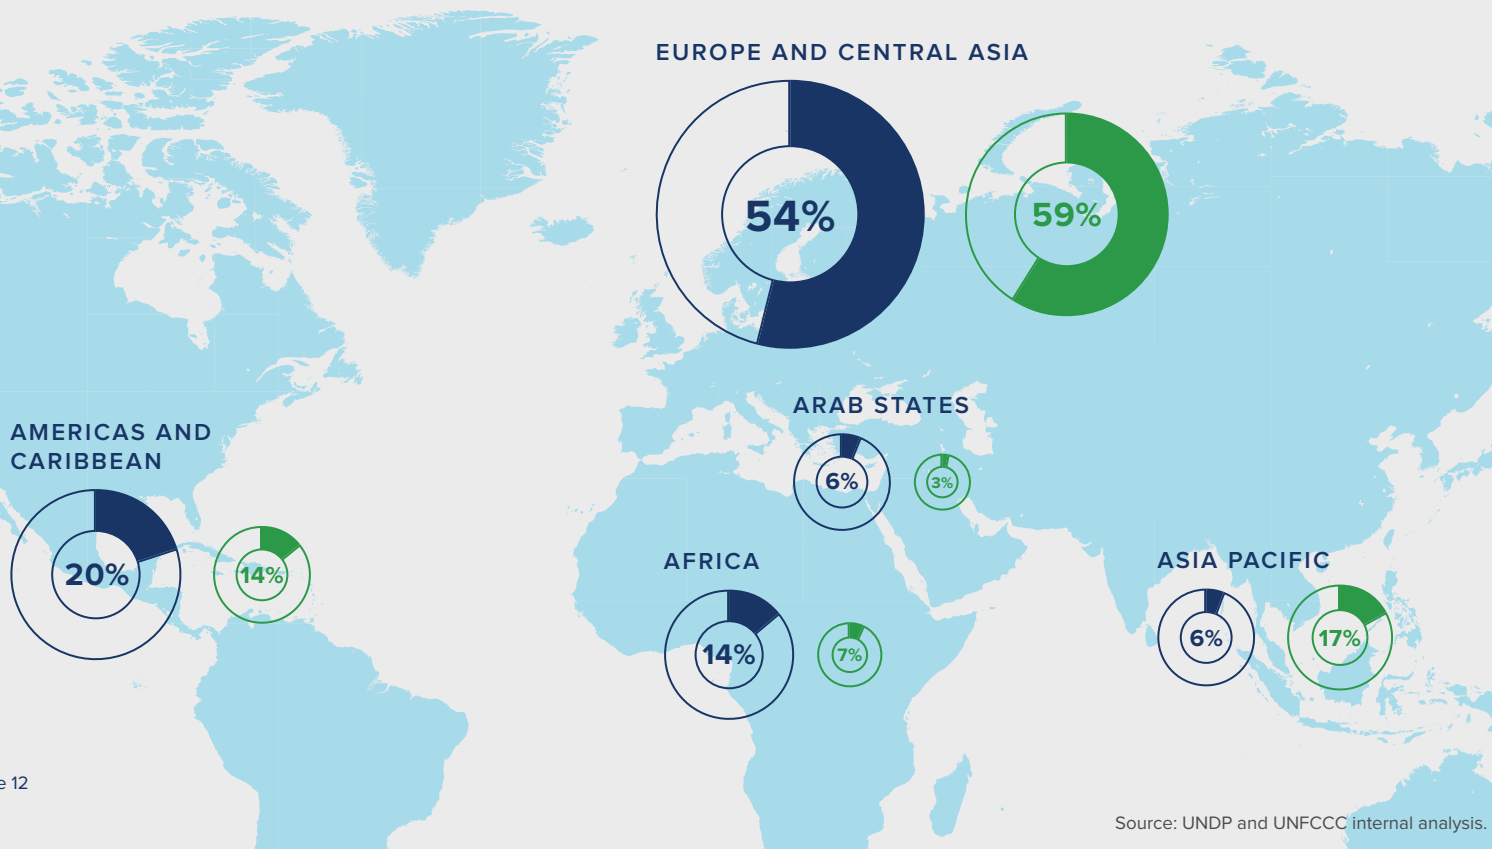 EUROPE AND CENTRAL ASIA
54%
59%
ARAB STATES
6%
3%
AMERICAS AND
CARIBBEAN
20%
14%
AFRICA
14%
7%
ASIA PACIFIC
6%
17%
e 12
Source: UNDP and UNFCCC internal analysis.